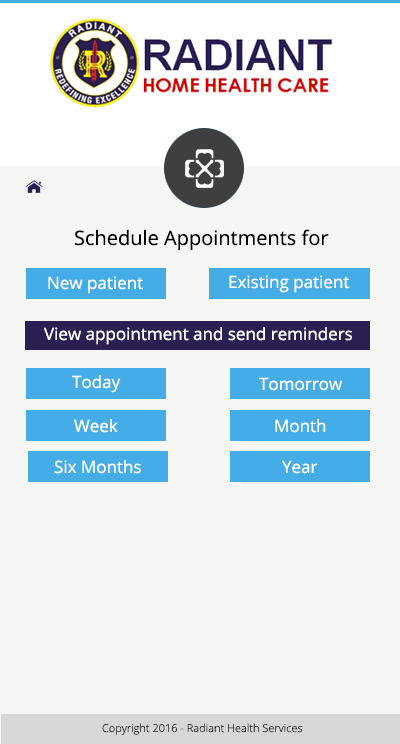 RADIANT
R
REDEFINING EXCELLENCE
RADIANT
HOME HEALTH CARE
Schedule Appointments for
New patient Existing patient
View appointment and send reminders
Today Tomorrow
Week Month
Six Months Year
Copyright 2016 - Radiant Health Services